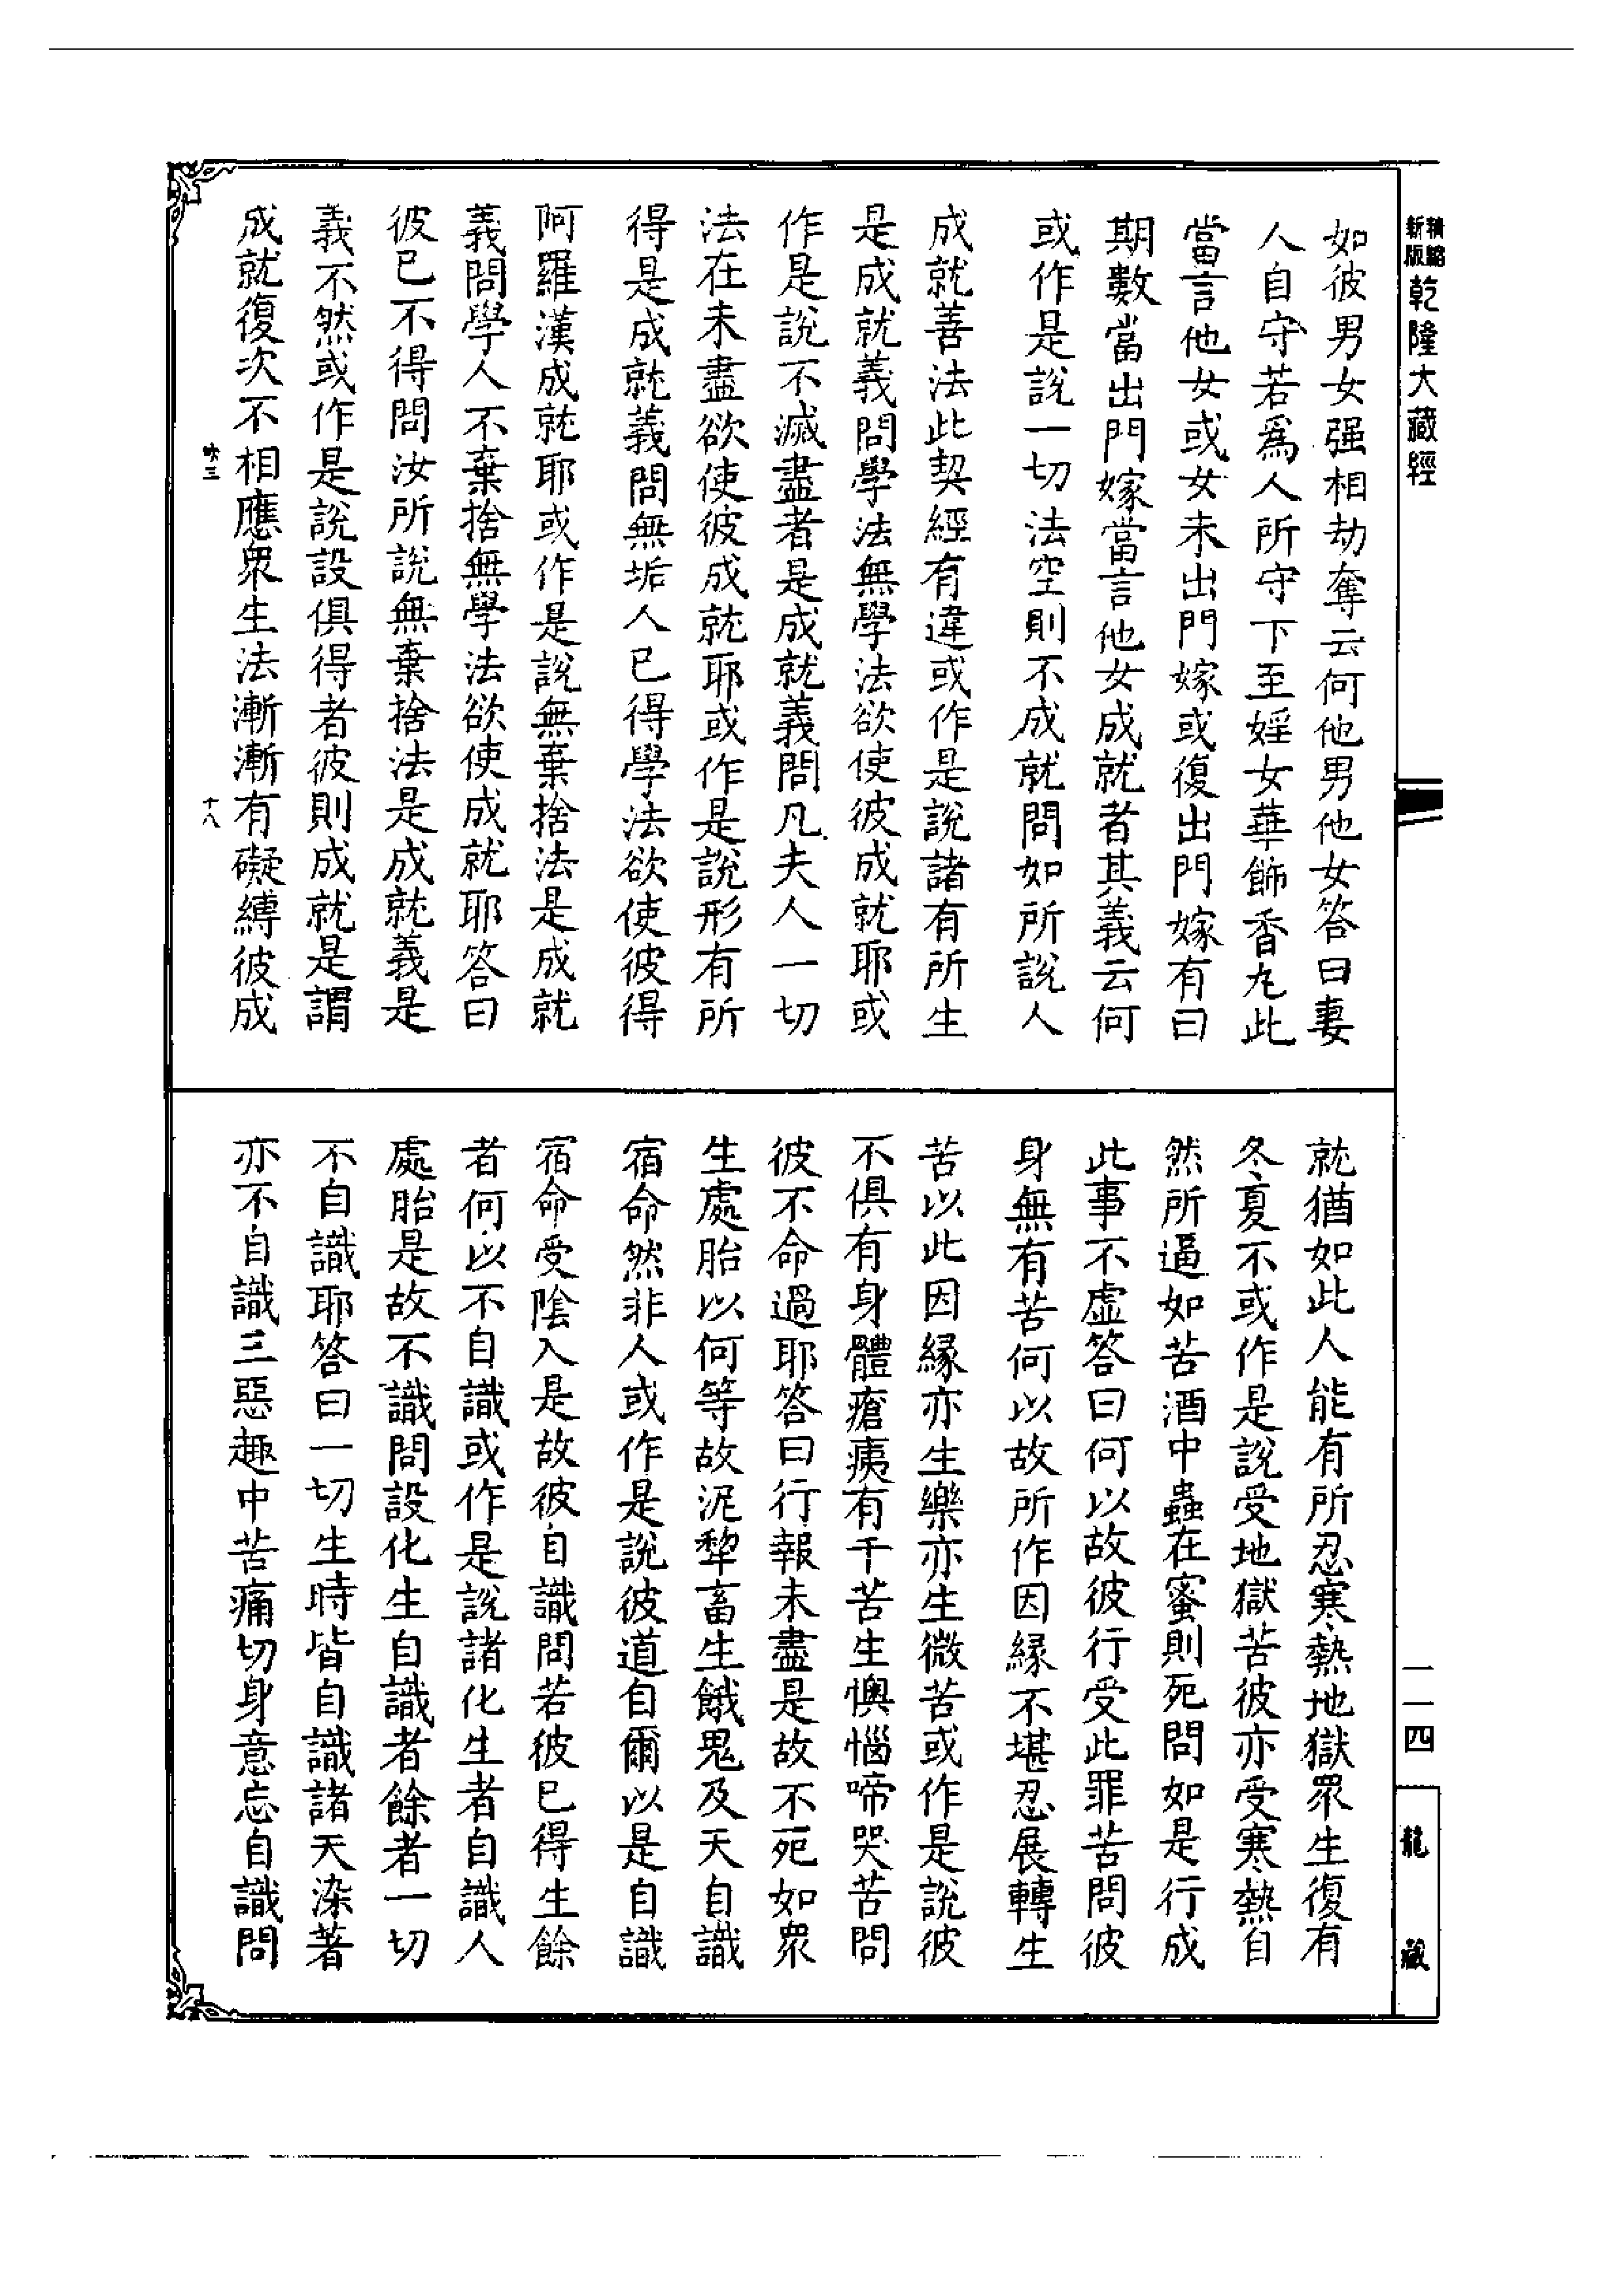 精縮新版乾隆大藏經
如彼男女强相劫奪云何他男他女答曰妻
人自守若爲人所守下至婬女華飾香丸此
當言他女或女未出門嫁或復出門嫁有曰
期數當出門嫁當言他女成就者其義云何
或作是說一切法空則不成就問如所說人
成就善法此契經有違或作是說諸有所生
是成就義問學法無學法欲使彼成就耶或
作是說不滅盡者是成就義問凡夫人一切
法在未盡欲使彼成就耶或作是說形有所
得是成就義問無垢人已得學法欲使彼得
阿羅漢成就耶或作是說無棄捨法是成就
義問學人不棄捨無學法欲使成就耶答曰
彼已不得問汝所說無棄捨法是成就義是
義不然或作是說設俱得者彼則成就是謂
成就復次不相應衆生法漸漸有礙縛彼成
十八
就猶如此人能有所忍寒熱地獄眾生復有
冬夏不或作是說受地獄苦彼亦受寒熱自
然所逼如苦酒中蟲在蜜則死問如是行成
此事不虛答曰何以故彼行受此罪苦問彼
身無有苦何以故所作因緣不堪忍展轉生
苦以此因緣亦生樂亦生微苦或作是說彼
不俱有身體瘡痍有千苦生懊惱啼哭苦問
彼不命過耶答曰行報未盡是故不死如眾
生處胎以何等故泥犂畜生餓鬼及天自識
宿命然非人或作是說彼道自爾以是自識
宿命受陰入是故彼自識問若彼已得生餘
者何以不自識或作是說諸化生者自識人
處胎是故不識問設化生自識者餘者一切
不自識耶答曰一切生時皆自識諸天染著
亦不自識三惡趣中苦痛切身意忘自識問
一一四
龍藏